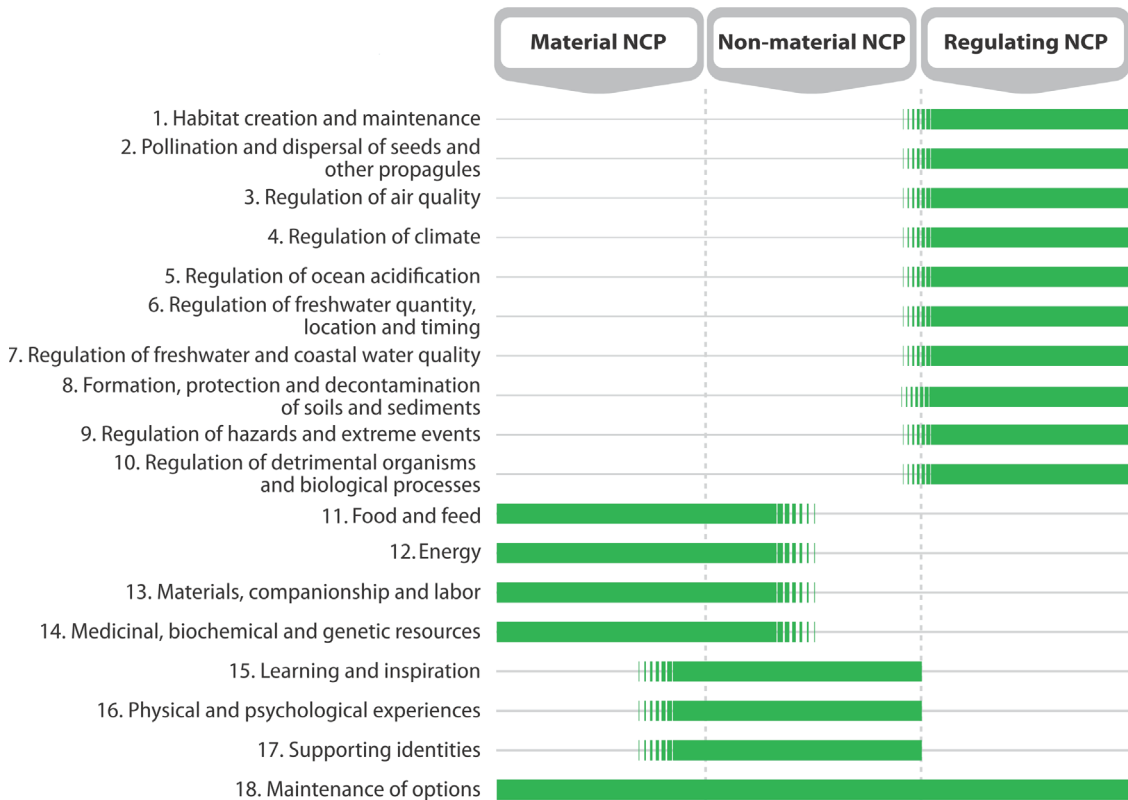 Material NCP
Non-material NCP
Regulating NCP
1. Habitat creation and maintenance
2. Pollination and dispersal of seeds and
other propagules
3. Regulation of air quality
4. Regulation of climate
5. Regulation of ocean acidification
6. Regulation of freshwater quantity,
location and timing
7. Regulation of freshwater and coastal water quality
8. Formation, protection and decontamination
of soils and sediments
9. Regulation of hazards and extreme events
10. Regulation of detrimental organisms
and biological processes
11. Food and feed
12. Energy
13. Materials, companionship and labor
14. Medicinal, biochemical and genetic resources
15. Learning and inspiration
16. Physical and psychological experiences
17. Supporting identities
18. Maintenance of options